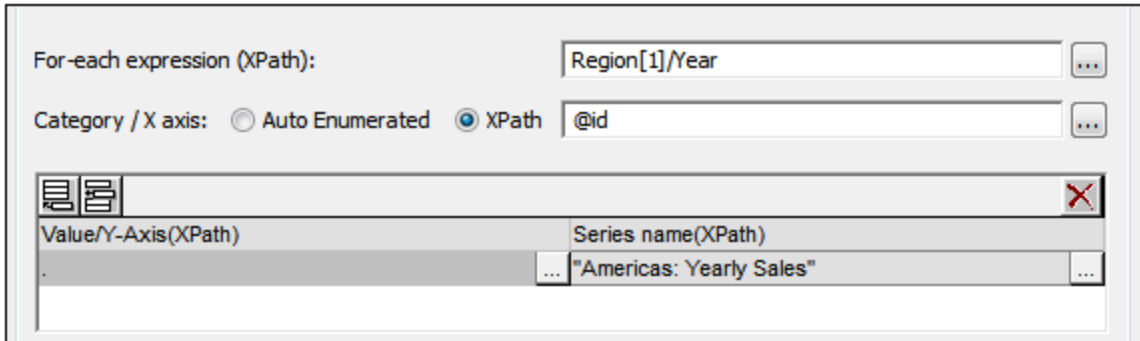 For-each expression (XPath): Region[1]/Year ...
Category / X axis: Auto Enumerated XPath @id ...
Value/Y-Axis(XPath) Series name(XPath)
. ... "Americas: Yearly Sales" ...